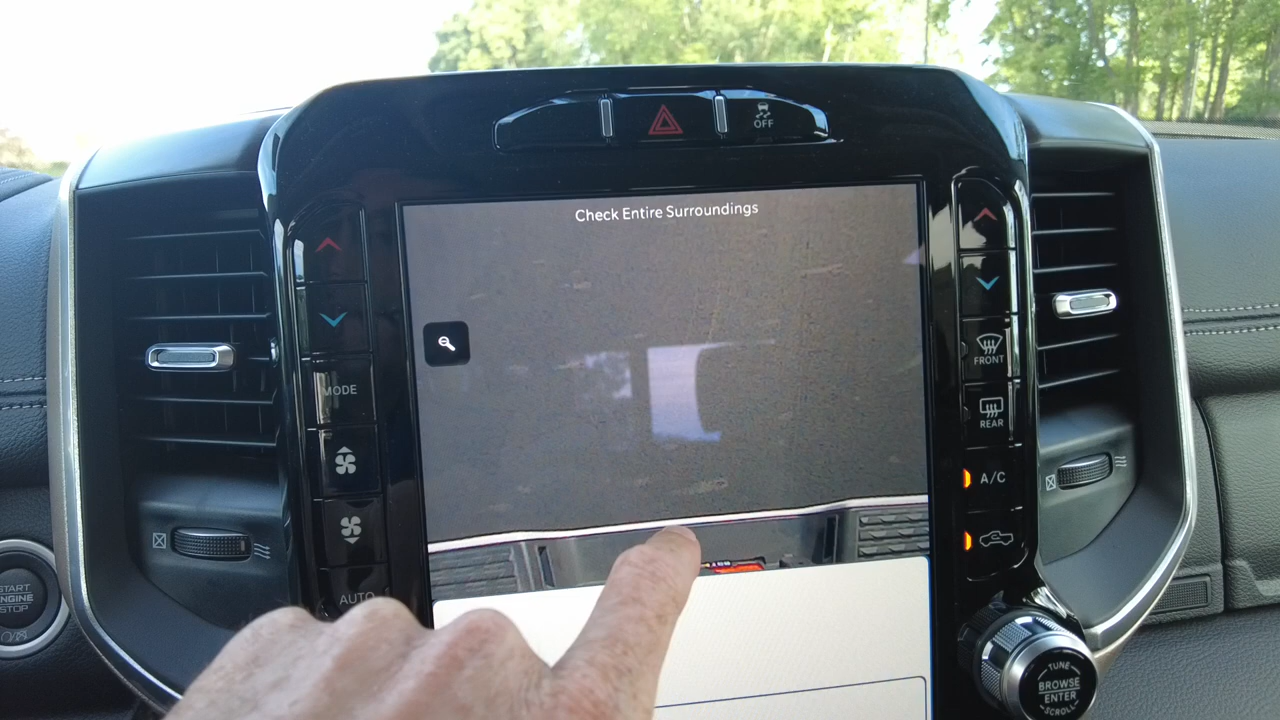 OFF
Check Entire Surroundings
MODE
FRONT
REAR
A/C
AUTO
START
ENGINE
STOP
TUNE
BROWSE
ENTER
SCROLL